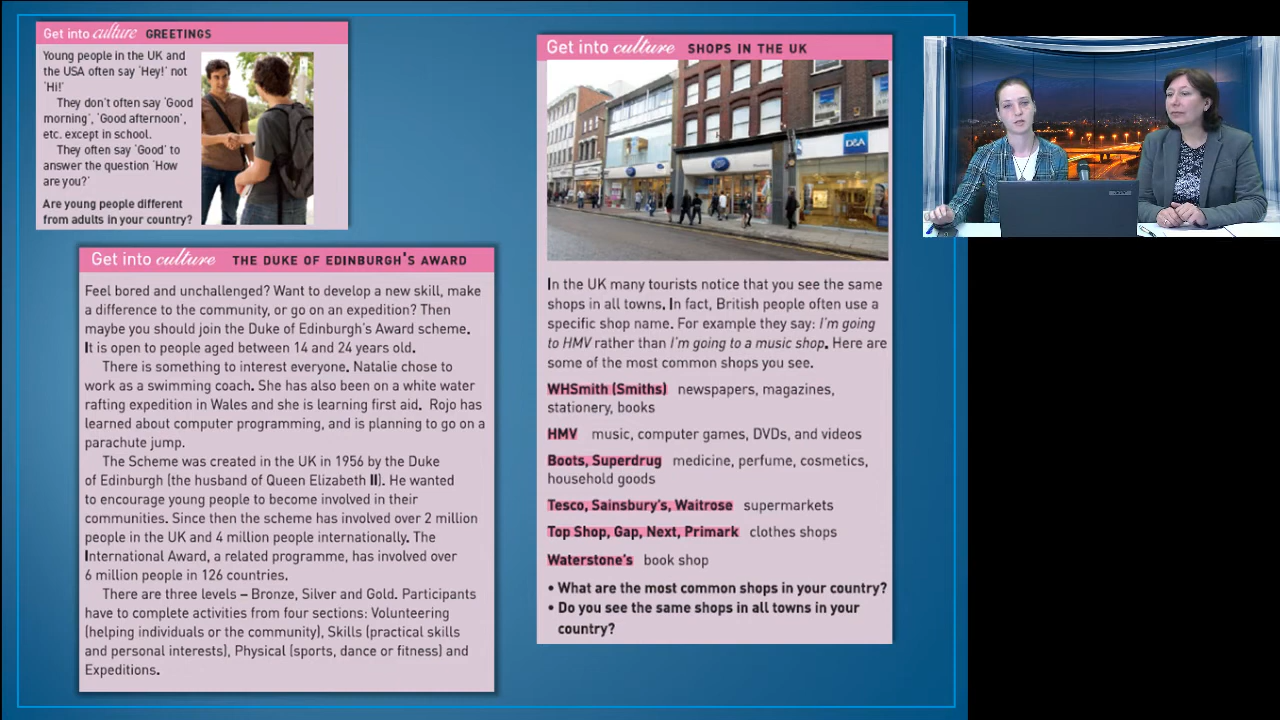 Get into culture GREETINGS
Young people in the UK and
the USA often say 'Hey!' not
'Hi!'
They don't often say 'Good
morning', 'Good afternoon',
etc. except in school.
They often say 'Good' to
answer the question 'How
are you?'
Are young people different
from adults in your country?
Get into culture THE DUKE OF EDINBURGH'S AWARD
Feel bored and unchallenged? Want to develop a new skill, make
a difference to the community, or go on an expedition? Then
maybe you should join the Duke of Edinburgh's Award scheme.
It is open to people aged between 14 and 24 years old.
There is something to interest everyone. Natalie chose to
work as a swimming coach. She has also been on a white water
rafting expedition in Wales and she is learning first aid. Rojo has
learned about computer programming, and is planning to go on a
parachute jump.
The Scheme was created in the UK in 1956 by the Duke
of Edinburgh (the husband of Queen Elizabeth II). He wanted
to encourage young people to become involved in their
communities. Since then the scheme has involved over 2 million
people in the UK and 4 million people internationally. The
International Award, a related programme, has involved over
6 million people in 126 countries.
There are three levels – Bronze, Silver and Gold. Participants
have to complete activities from four sections: Volunteering
(helping individuals or the community), Skills (practical skills
and personal interests), Physical (sports, dance or fitness) and
Expeditions.
Get into culture SHOPS IN THE UK
Boots
D&A
In the UK many tourists notice that you see the same
shops in all towns. In fact, British people often use a
specific shop name. For example they say: I'm going
to HMV rather than I'm going to a music shop. Here are
some of the most common shops you see.
WHSmith (Smiths) newspapers, magazines,
stationery, books
HMV music, computer games, DVDs, and videos
Boots, Superdrug medicine, perfume, cosmetics,
household goods
Tesco, Sainsbury's, Waitrose supermarkets
Top Shop, Gap, Next, Primark clothes shops
Waterstone's book shop
• What are the most common shops in your country?
• Do you see the same shops in all towns in your
country?